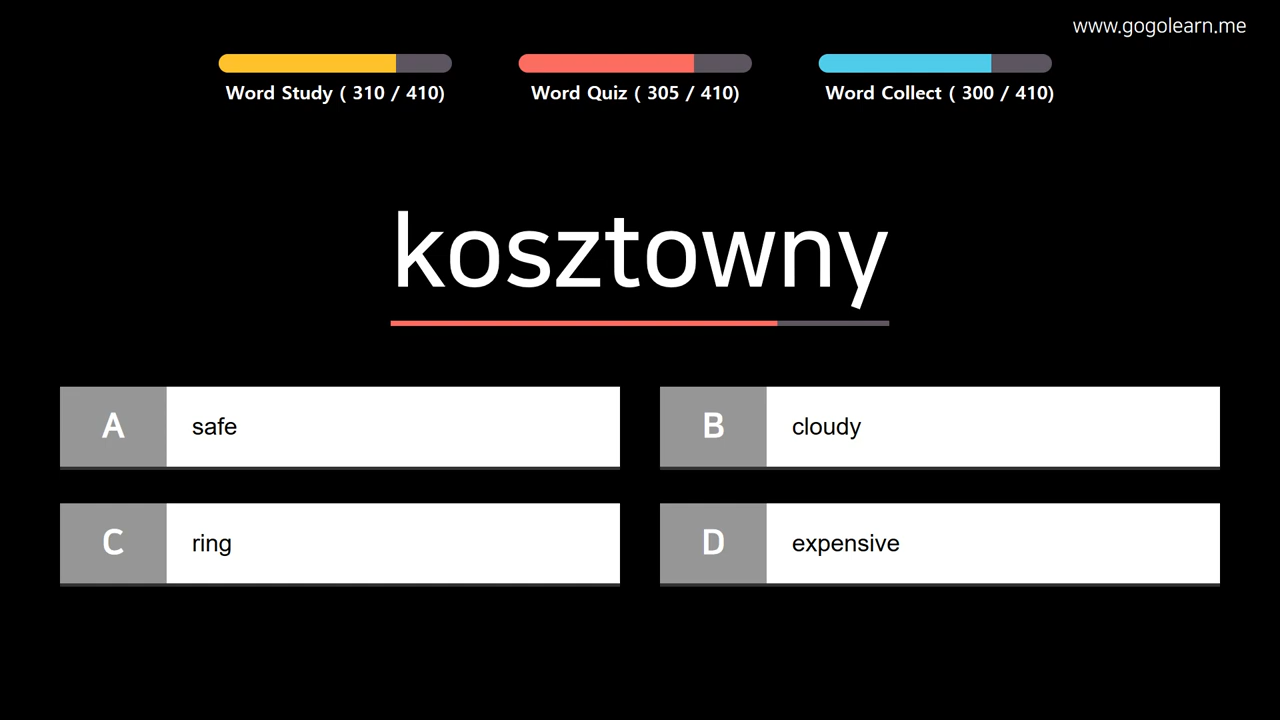 www.gogolearn.me
Word Study ( 310 / 410)
Word Quiz ( 305 / 410)
Word Collect ( 300 / 410)
kosztowny
A
safe
B
cloudy
C
ring
D
expensive